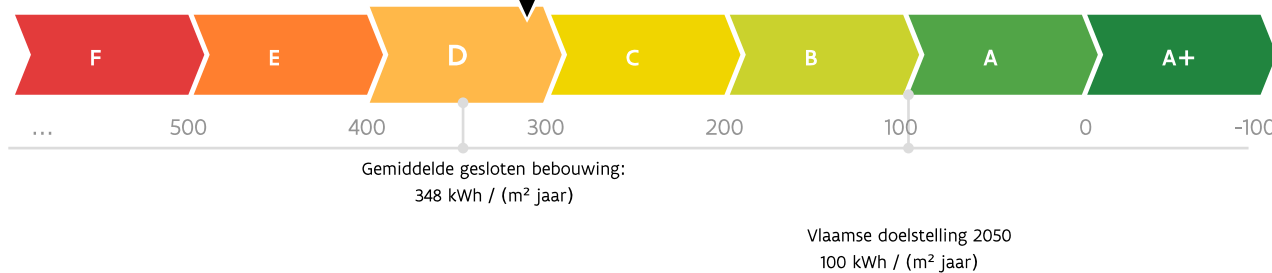 F E D C B A A+
... 500 400 300 200 100 0 -100
Gemiddelde gesloten bebouwing:
348 kWh / (m² jaar)
Vlaamse doelstelling 2050
100 kWh / (m² jaar)